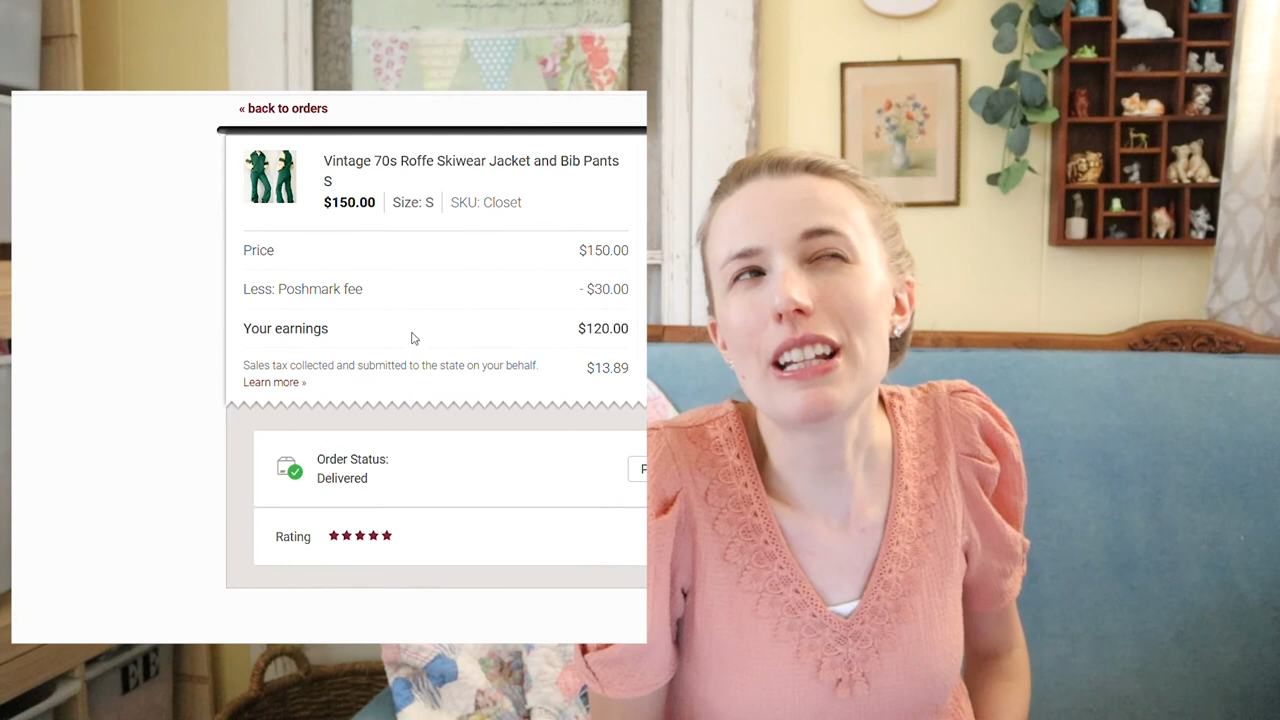 « back to orders
Vintage 70s Roffe Skiwear Jacket and Bib Pants
S
$150.00 Size: S SKU: Closet
Price $150.00
Less: Poshmark fee - $30.00
Your earnings $120.00
Sales tax collected and submitted to the state on your behalf. $13.89
Learn more »
Order Status:
Delivered
P
Rating
EE